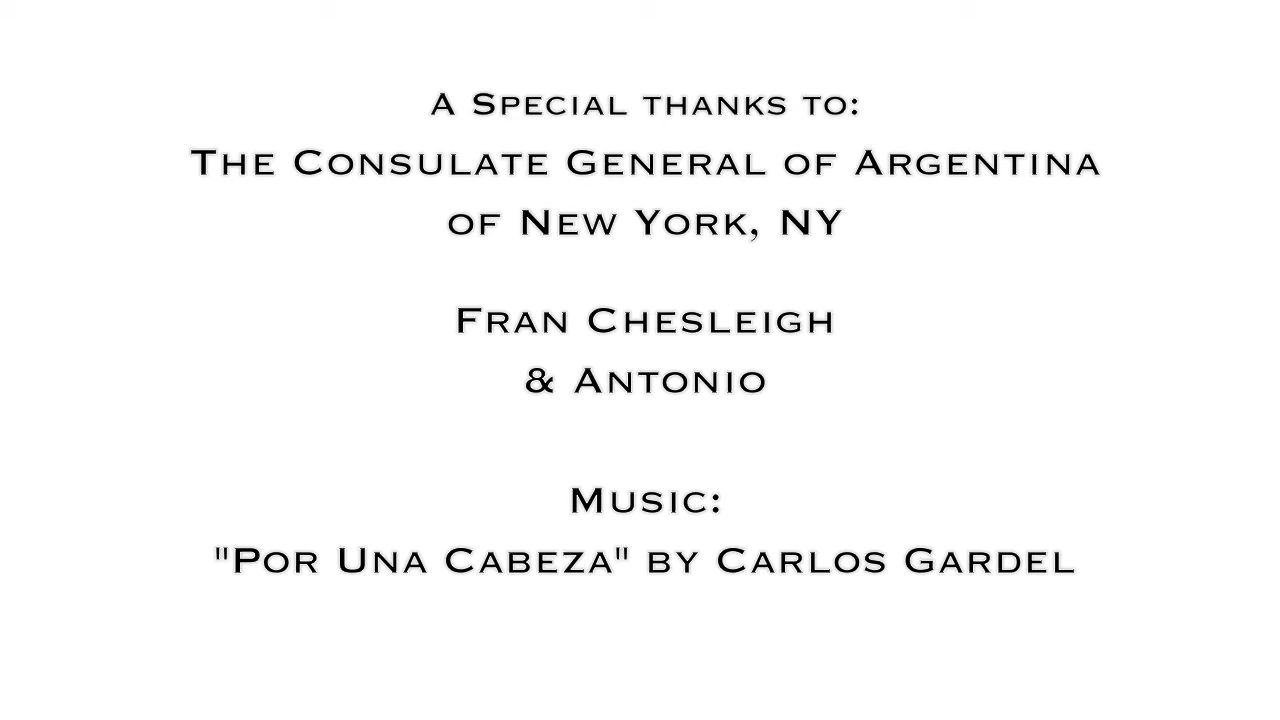 A Special thanks to:
The Consulate General of Argentina
of New York, NY
Fran Chesleigh
& Antonio
Music:
"Por Una Cabeza" by Carlos Gardel